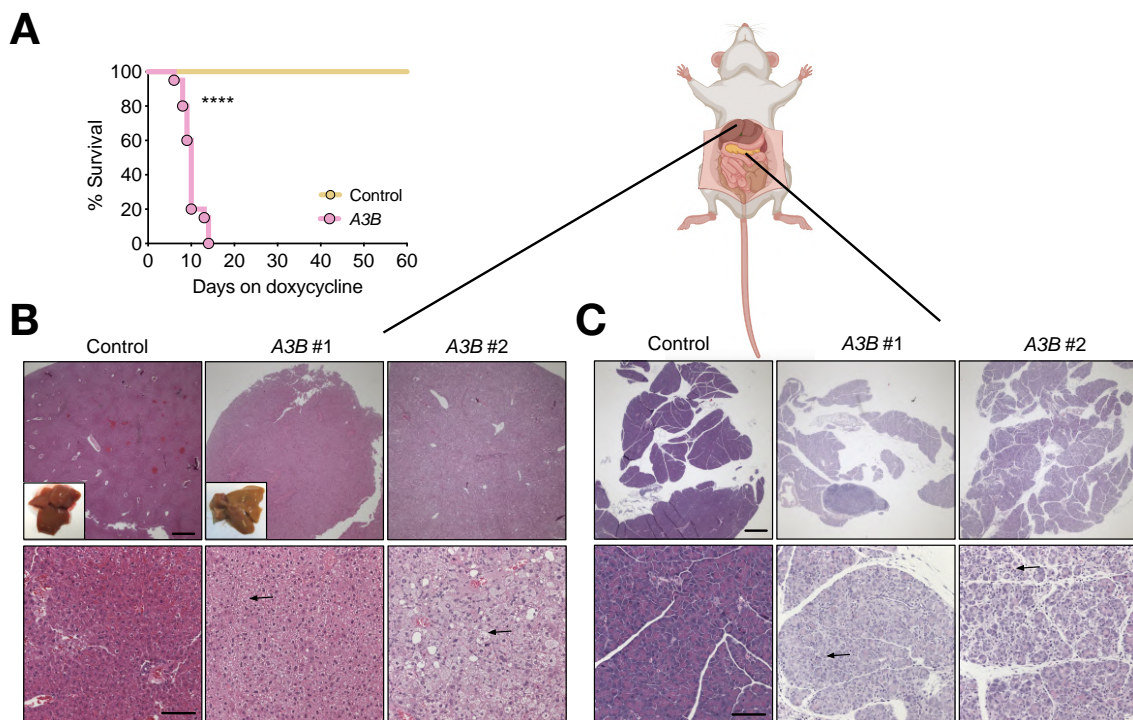 A
% Survival
100
80
60
40
20
0
****
Control
A3B
0 10 20 30 40 50 60
Days on doxycycline
B
Control A3B #1 A3B #2
C
Control A3B #1 A3B #2